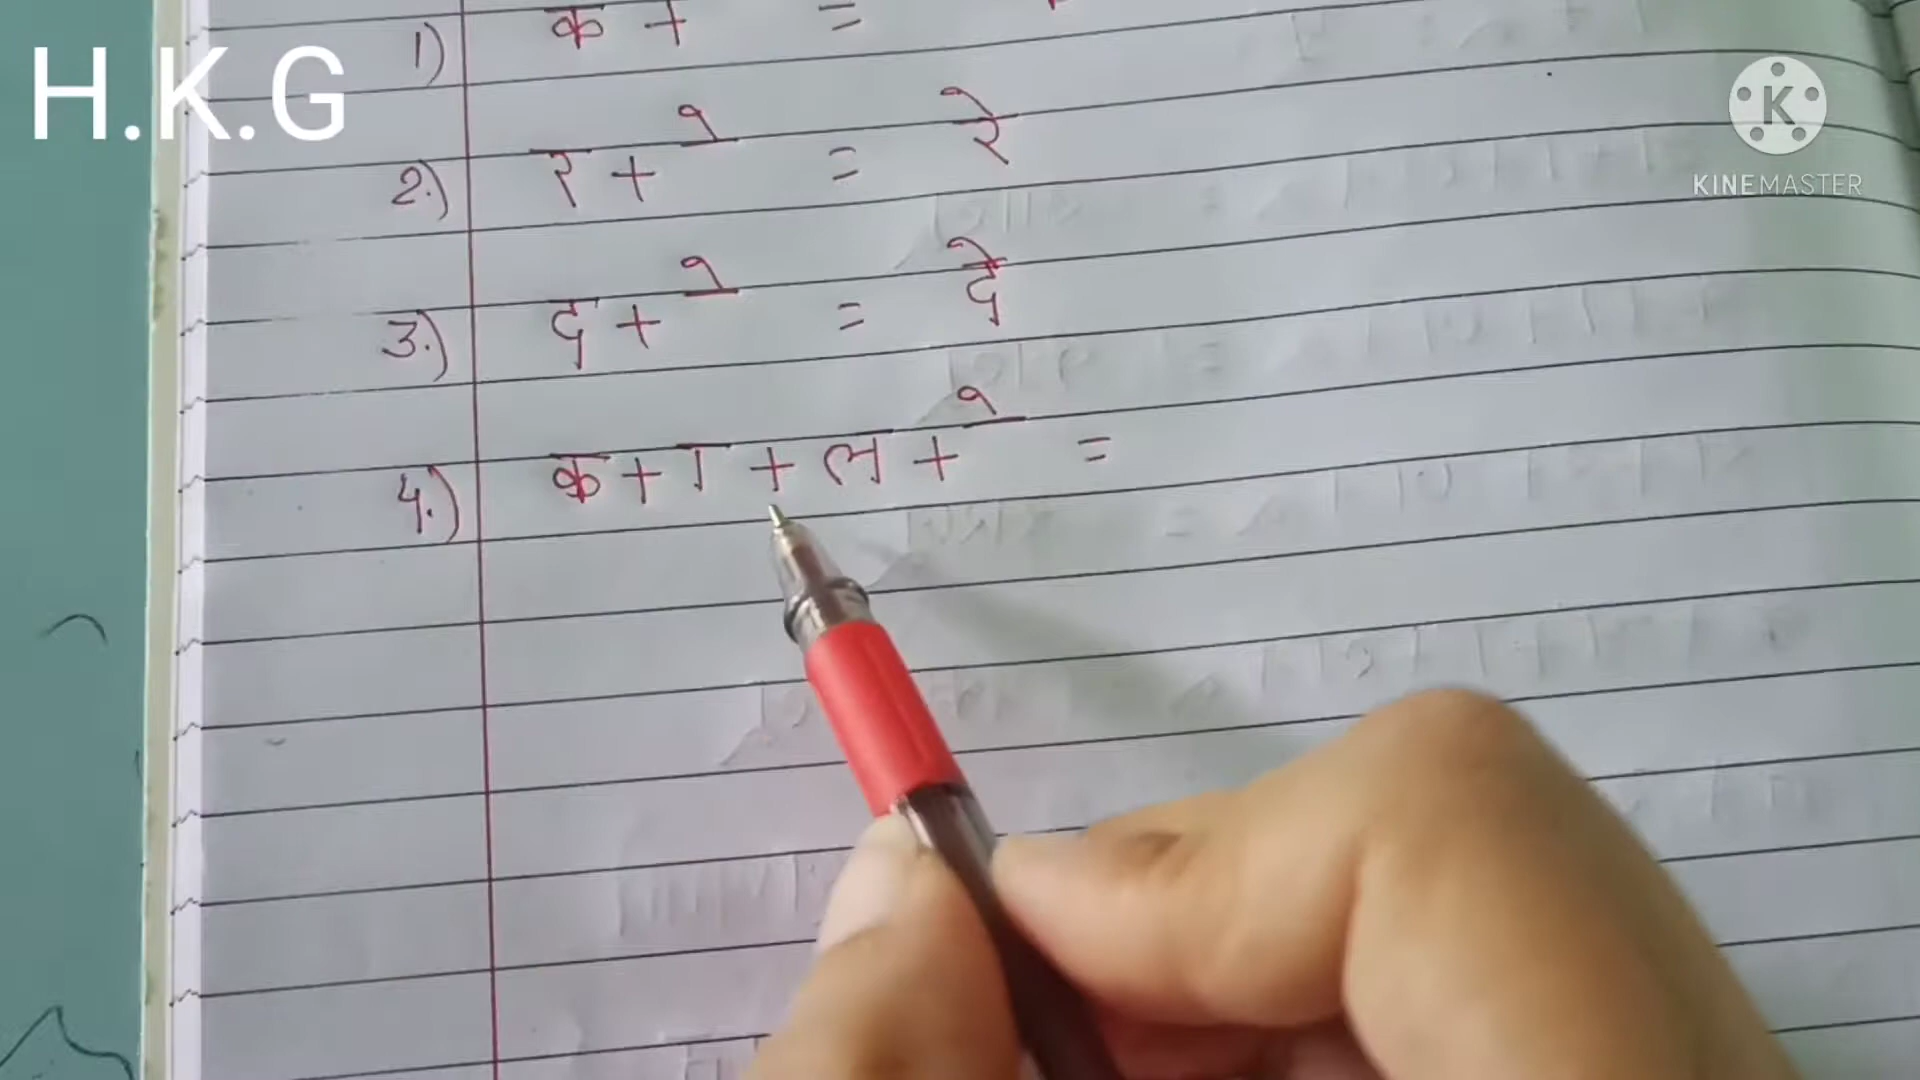 H.K.G
KINEMASTER
1) क + =
2.) र + े = रे
3.) द + े = दे
4.) क + ा + ल + े =